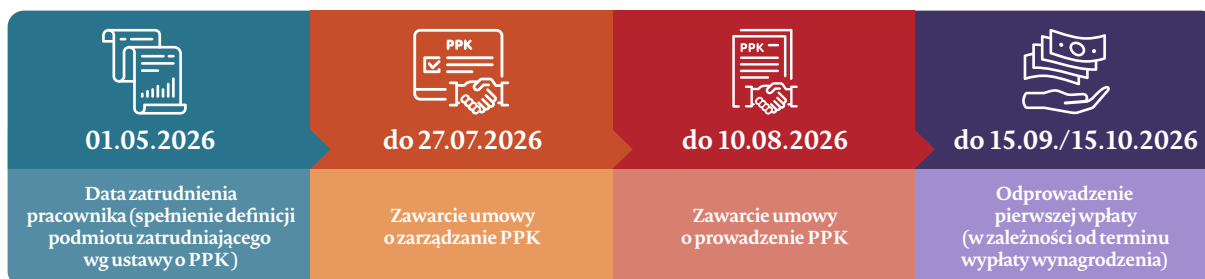 01.05.2026
Data zatrudnienia
pracownika (spełnienie definicji
podmiotu zatrudniającego
wg ustawy o PPK)
PPK
do 27.07.2026
Zawarcie umowy
o zarządzanie PPK
PPK
do 10.08.2026
Zawarcie umowy
o prowadzenie PPK
do 15.09./15.10.2026
Odprowadzenie
pierwszej wpłaty
(w zależności od terminu
wypłaty wynagrodzenia)